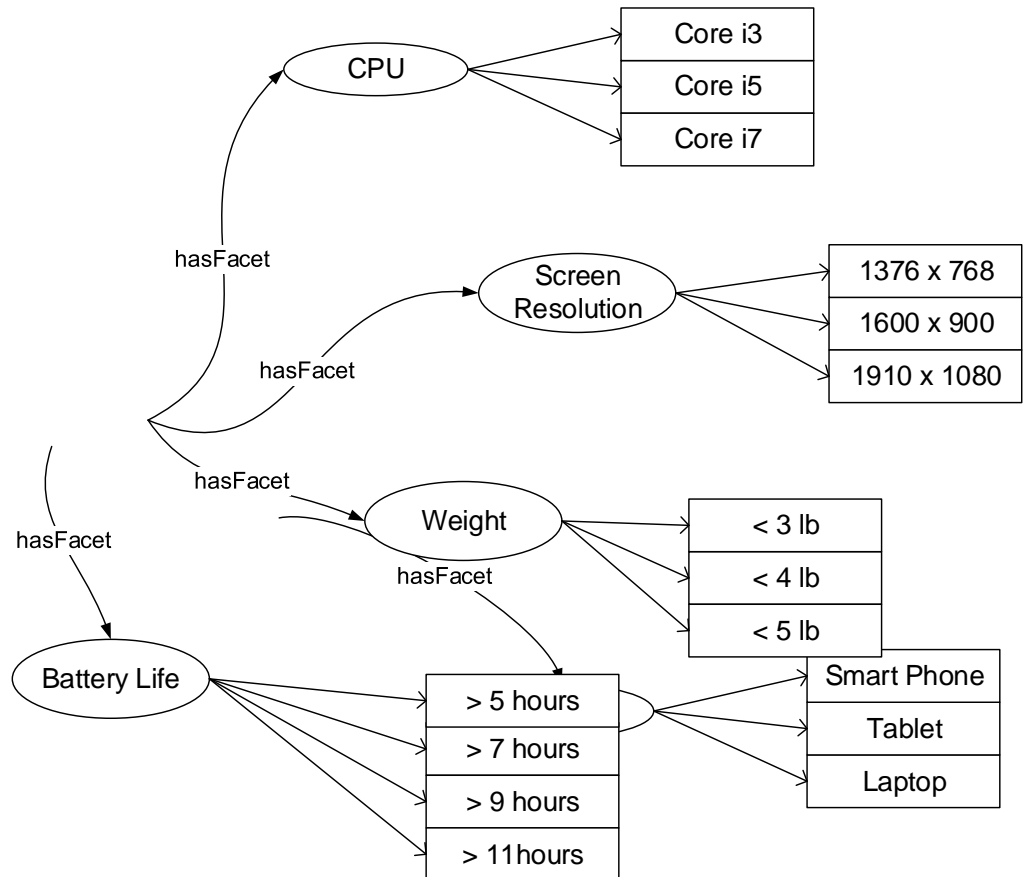 CPU
Core i3
Core i5
Core i7
hasFacet
Screen
Resolution
1376 x 768
1600 x 900
1910 x 1080
hasFacet
hasFacet
Weight
< 3 lb
< 4 lb
< 5 lb
hasFacet
hasFacet
Battery Life
> 5 hours
> 7 hours
> 9 hours
> 11hours
Smart Phone
Tablet
Laptop